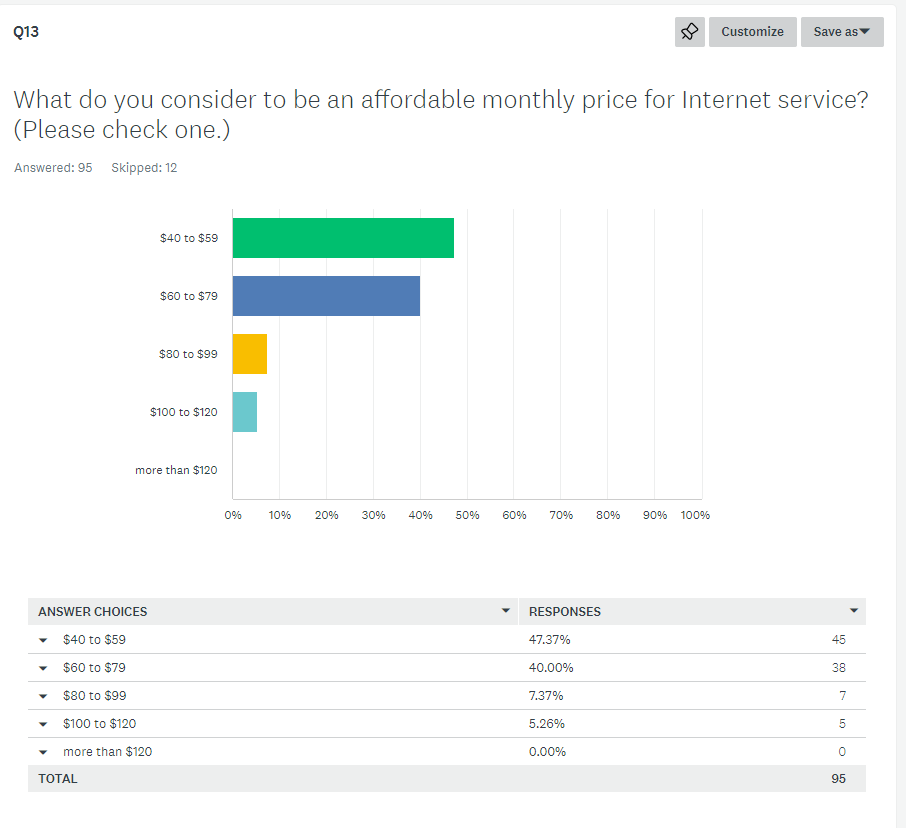 Q13
Customize
Save as
What do you consider to be an affordable monthly price for Internet service?
(Please check one.)
Answered: 95 Skipped: 12
$40 to $59
$60 to $79
$80 to $99
$100 to $120
more than $120
0% 10% 20% 30% 40% 50% 60% 70% 80% 90% 100%
ANSWER CHOICES RESPONSES
$40 to $59 47.37% 45
$60 to $79 40.00% 38
$80 to $99 7.37% 7
$100 to $120 5.26% 5
more than $120 0.00% 0
TOTAL 95